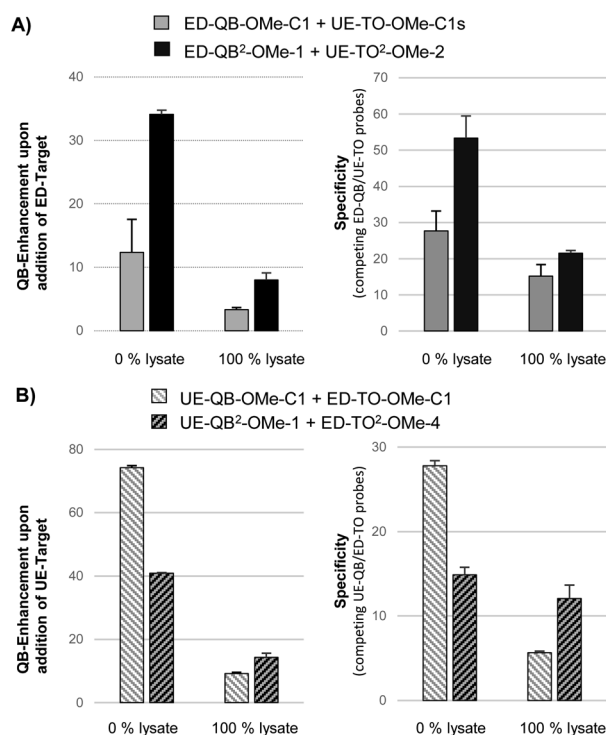 A)
ED-QB-OMe-C1 + UE-TO-OMe-C1s
ED-QB²-OMe-1 + UE-TO²-OMe-2
QB-Enhancement upon
addition of ED-Target
40
30
20
10
0
0 % lysate
100 % lysate
Specificity
(competing ED-QB/UE-TO probes)
70
60
50
40
30
20
10
0
0 % lysate
100 % lysate
B)
UE-QB-OMe-C1 + ED-TO-OMe-C1
UE-QB²-OMe-1 + ED-TO²-OMe-4
QB-Enhancement upon
addition of UE-Target
80
60
40
20
0
0 % lysate
100 % lysate
Specificity
(competing UE-QB/ED-TO probes)
30
20
10
0
0 % lysate
100 % lysate